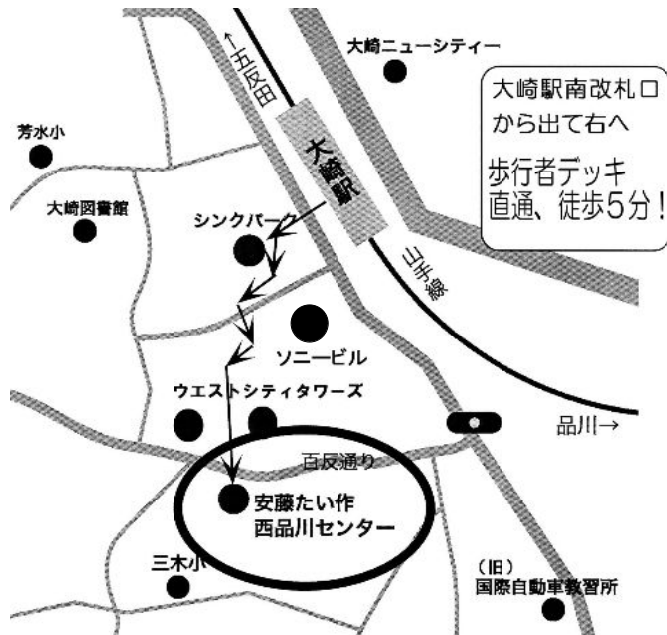 大崎ニューシティー
←五反田
大崎駅南改札口
から出て右へ
歩行者デッキ
直通、徒歩5分!
芳水小
大崎駅
大崎図書館
シンクパーク
山手線
ソニービル
ウエストシティタワーズ
品川→
百反通り
安藤たい作
西品川センター
三木小
(旧)
国際自動車教習所